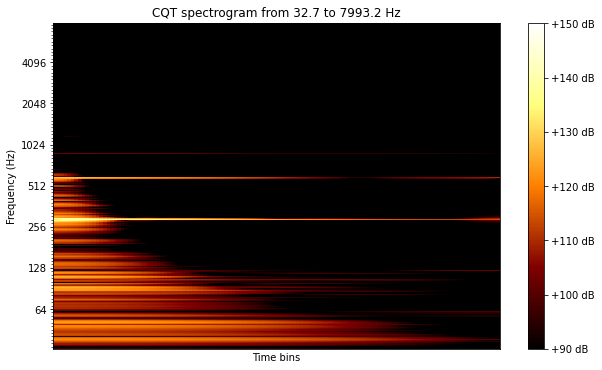 CQT spectrogram from 32.7 to 7993.2 Hz
Frequency (Hz)
4096
2048
1024
512
256
128
64
Time bins
+150 dB
+140 dB
+130 dB
+120 dB
+110 dB
+100 dB
+90 dB